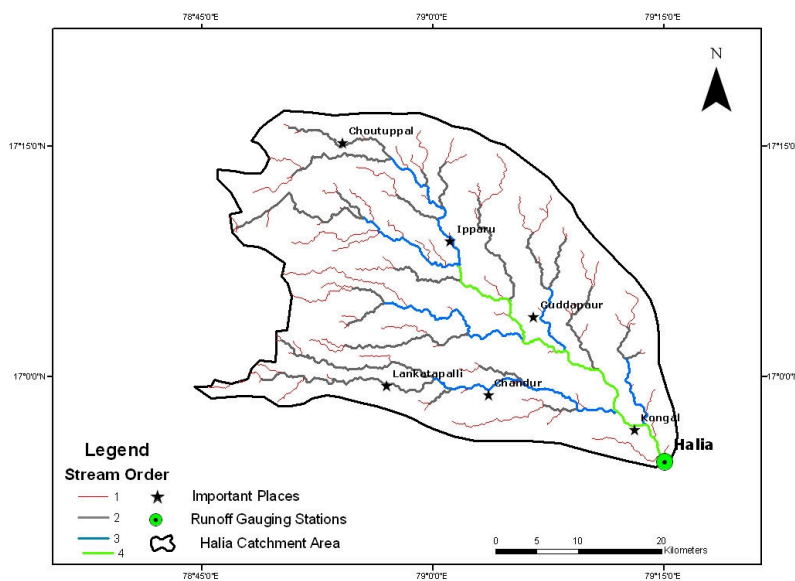 78°45'0"E 79°0'0"E 79°15'0"E
N
Choutuppal
17°15'0"N 17°15'0"N
Ipparu
Guddapaur
17°0'0"N 17°0'0"N
Lankatapalli
Chandur
Kangal
Halia
Legend
Stream Order
1 Important Places
2 Runoff Gauging Stations
3 Halia Catchment Area
4
0 5 10 20
Kilometers
78°45'0"E 79°0'0"E 79°15'0"E